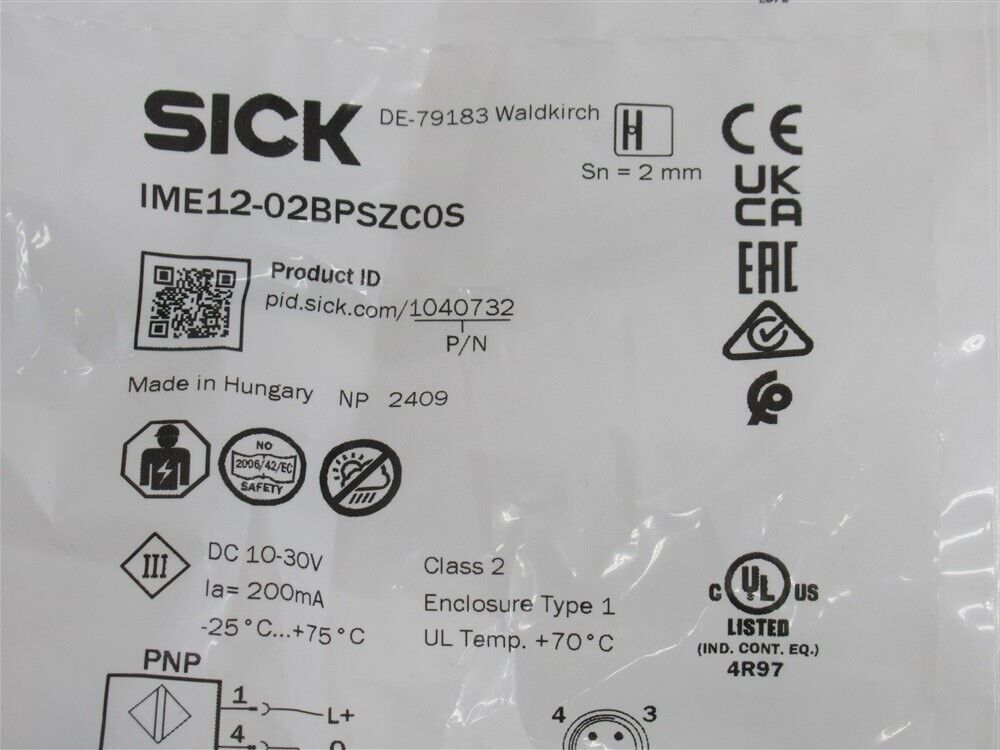 SICK DE-79183 Waldkirch
Sn = 2 mm
CE
UK
CA
EAC
IME12-02BPSZC0S
Product ID
pid.sick.com/1040732
P/N
Made in Hungary NP 2409
NO
2006/42/EC
SAFETY
III
DC 10-30V
Ia= 200mA
-25°C...+75°C
Class 2
Enclosure Type 1
UL Temp. +70°C
C UL US
LISTED
(IND. CONT. EQ.)
4R97
PNP
1 L+
4 Q
4 3